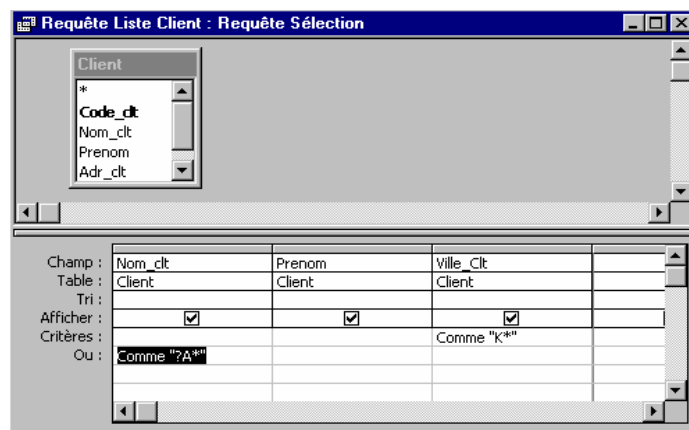 Requête Liste Client : Requête Sélection
Client
*
Code_clt
Nom_clt
Prenom
Adr_clt
Champ : Nom_clt Prenom Ville_Clt
Table : Client Client Client
Tri :
Afficher :
Critères : Comme "K*"
Ou : Comme "?A*"